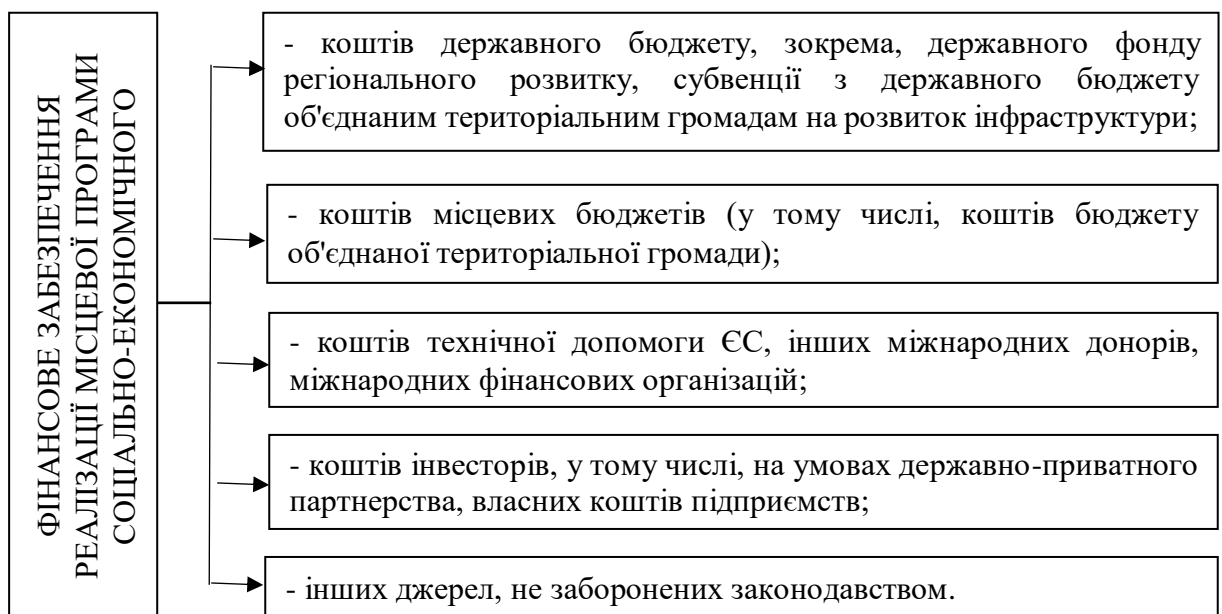 ФІНАНСОВЕ ЗАБЕЗПЕЧЕННЯ
РЕАЛІЗАЦІЇ МІСЦЕВОЇ ПРОГРАМИ
СОЦІАЛЬНО-ЕКОНОМІЧНОГО
- коштів державного бюджету, зокрема, державного фонду
регіонального розвитку, субвенції з державного бюджету
об'єднаним територіальним громадам на розвиток інфраструктури;
- коштів місцевих бюджетів (у тому числі, коштів бюджету
об'єднаної територіальної громади);
- коштів технічної допомоги ЄС, інших міжнародних донорів,
міжнародних фінансових організацій;
- коштів інвесторів, у тому числі, на умовах державно-приватного
партнерства, власних коштів підприємств;
- інших джерел, не заборонених законодавством.